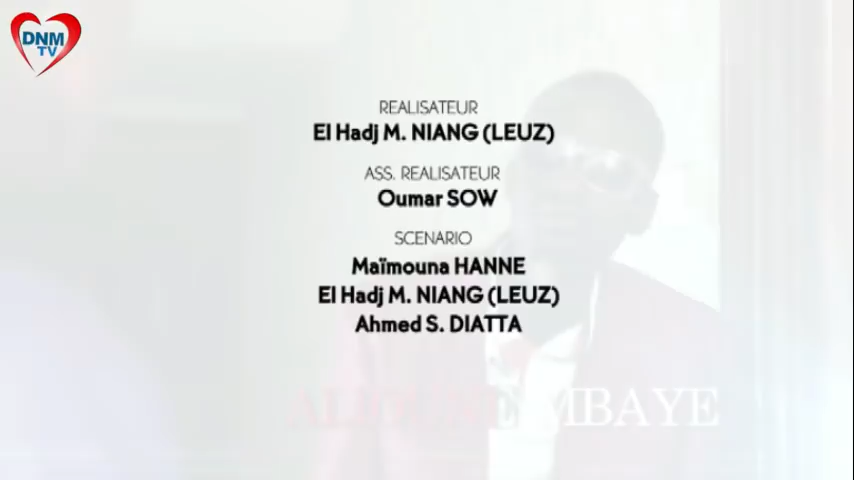 DNM
TV
REALISATEUR
El Hadj M. NIANG (LEUZ)
ASS. REALISATEUR
Oumar SOW
SCENARIO
Maïmouna HANNE
El Hadj M. NIANG (LEUZ)
Ahmed S. DIATTA
MBAYE